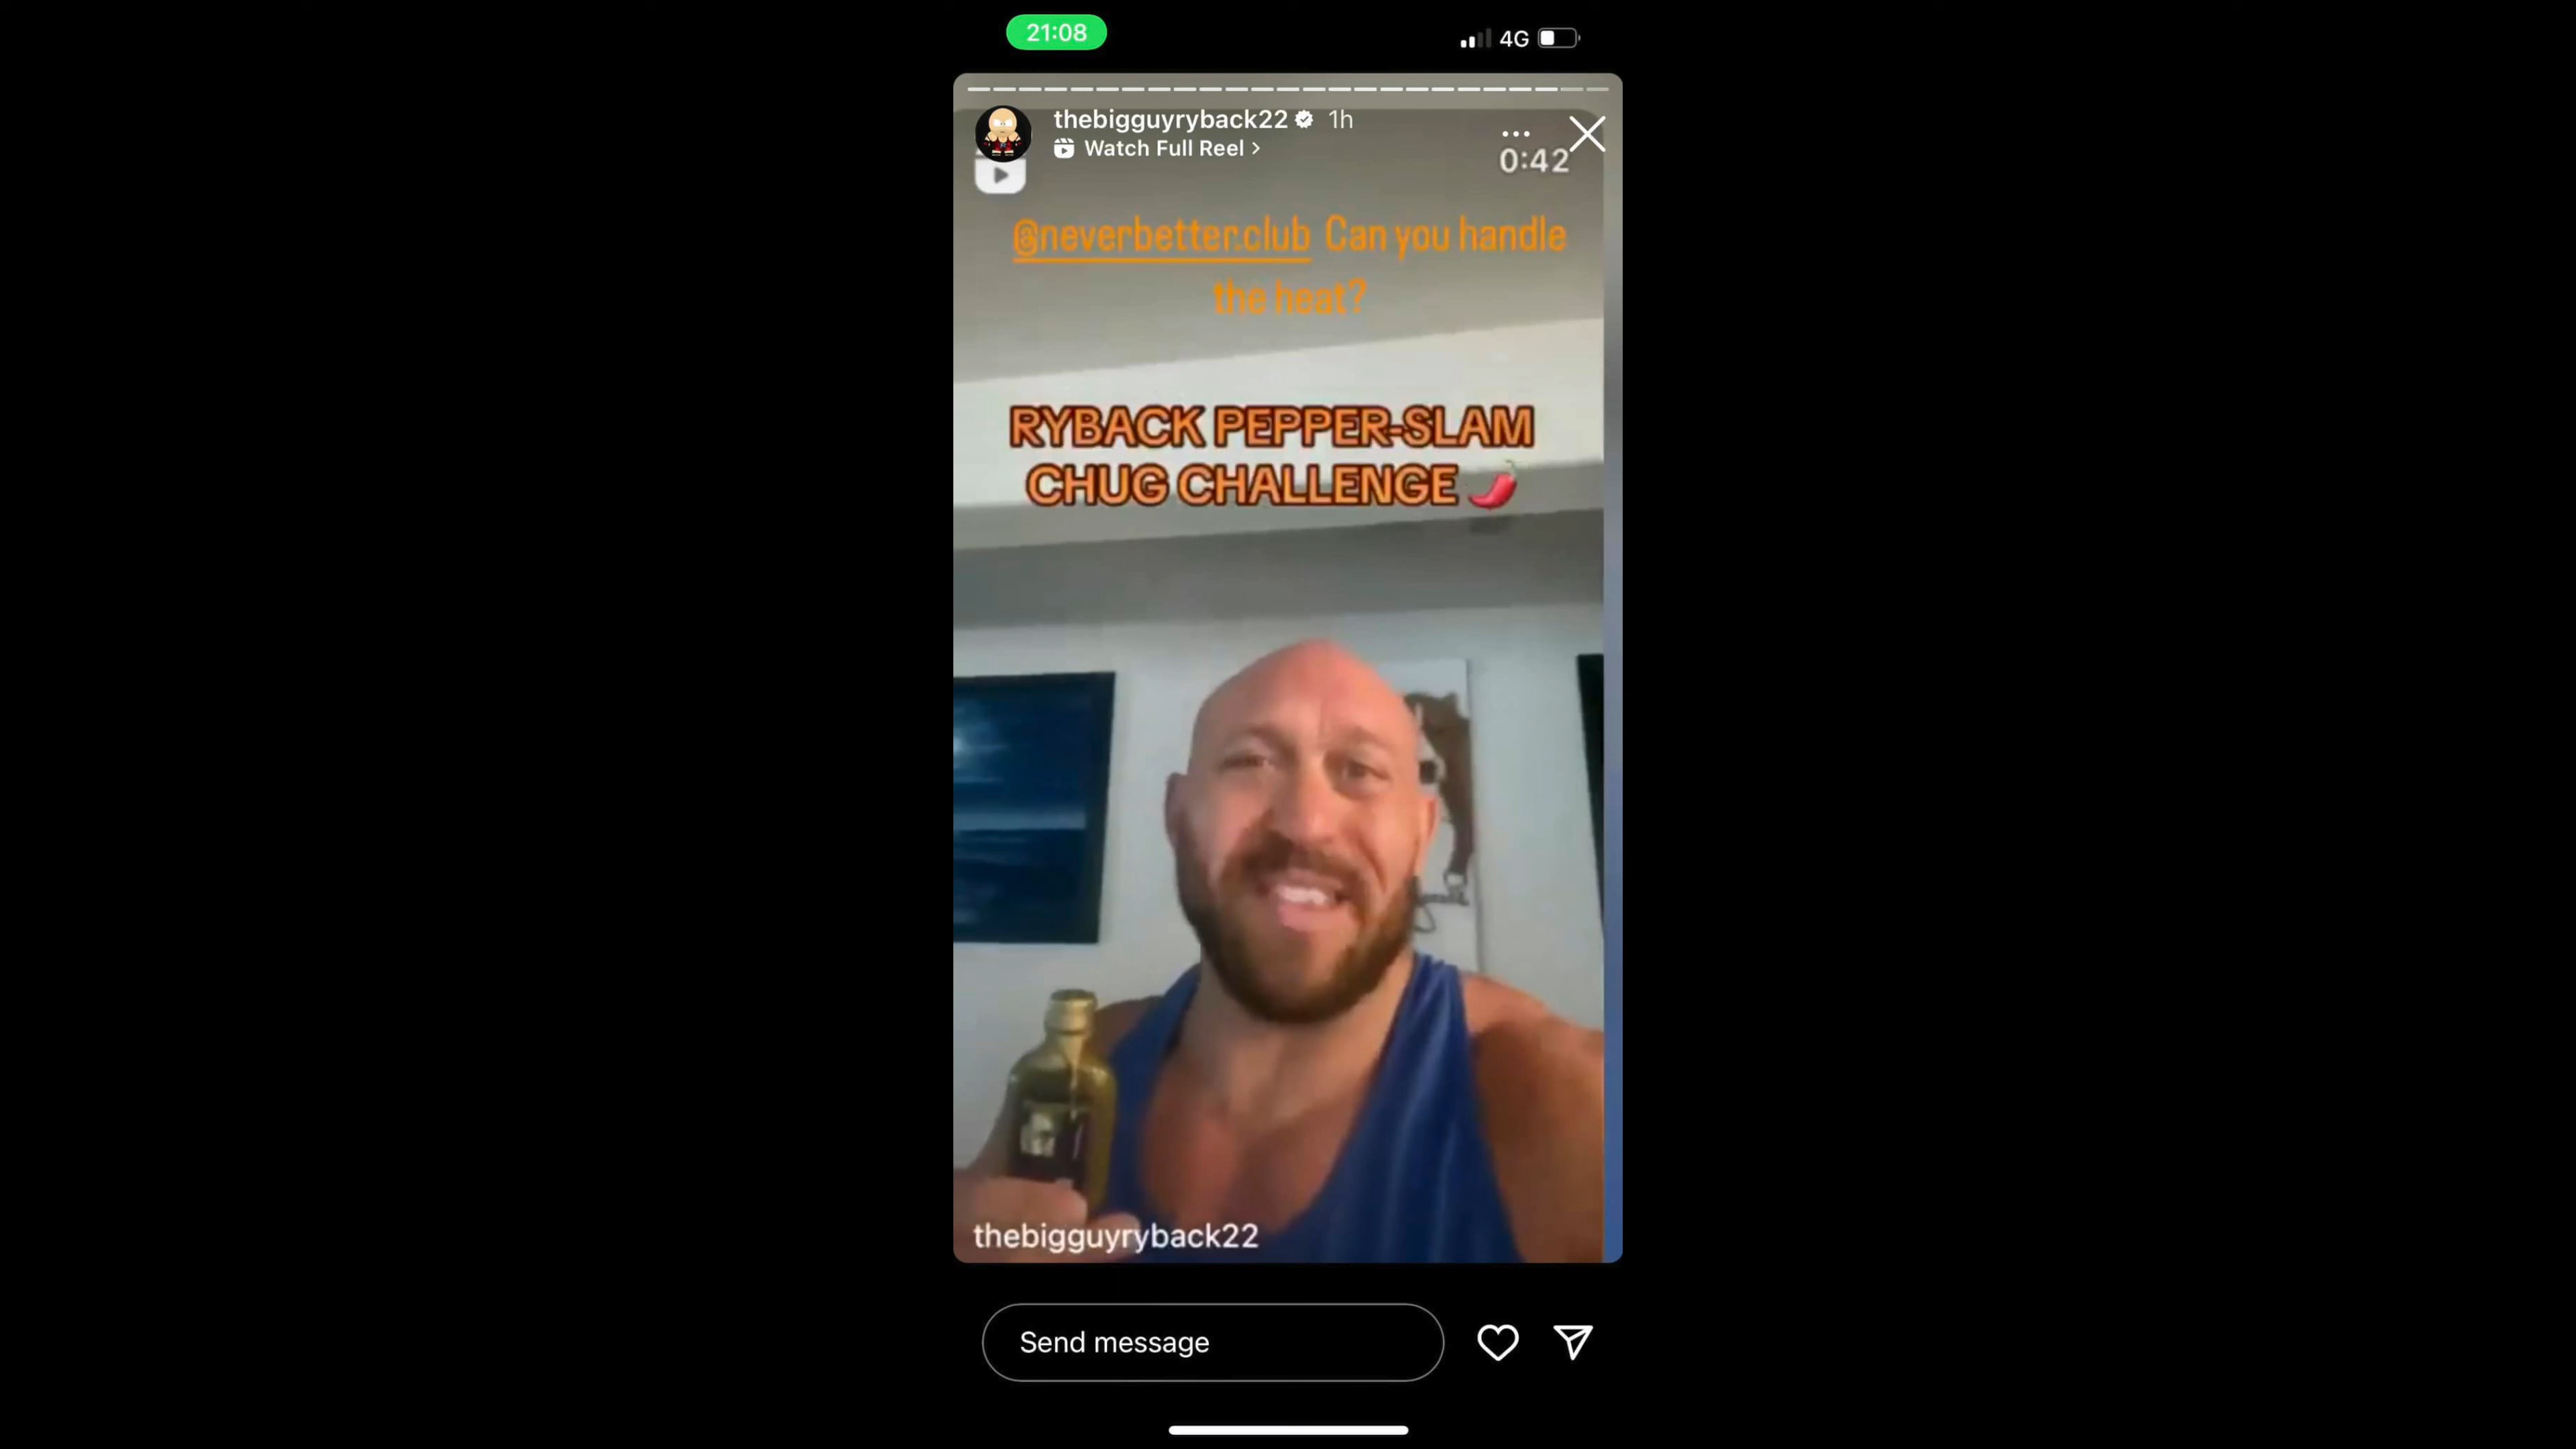 21:08
4G
thebigguyryback22 1h
Watch Full Reel >
0:42
@neverbetter.club Can you handle
the heat?
RYBACK PEPPER-SLAM
CHUG CHALLENGE 🌶️
thebigguyryback22
Send message